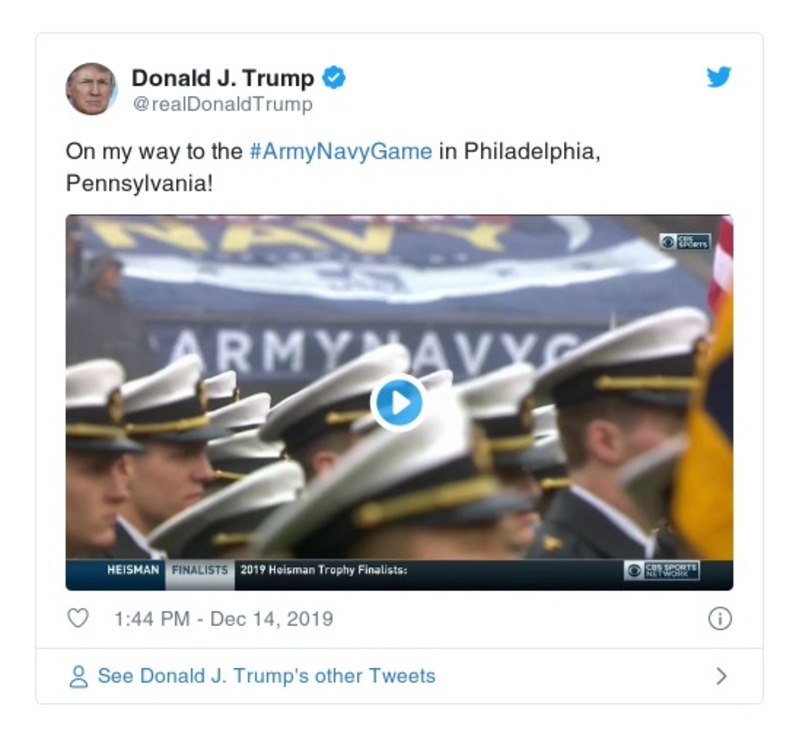 Donald J. Trump
@realDonaldTrump
On my way to the #ArmyNavyGame in Philadelphia,
Pennsylvania!
NAVY
CBS SPORTS
ARMYNAVYG
HEISMAN FINALISTS 2019 Heisman Trophy Finalists:
CBS SPORTS NETWORK
1:44 PM - Dec 14, 2019
See Donald J. Trump's other Tweets